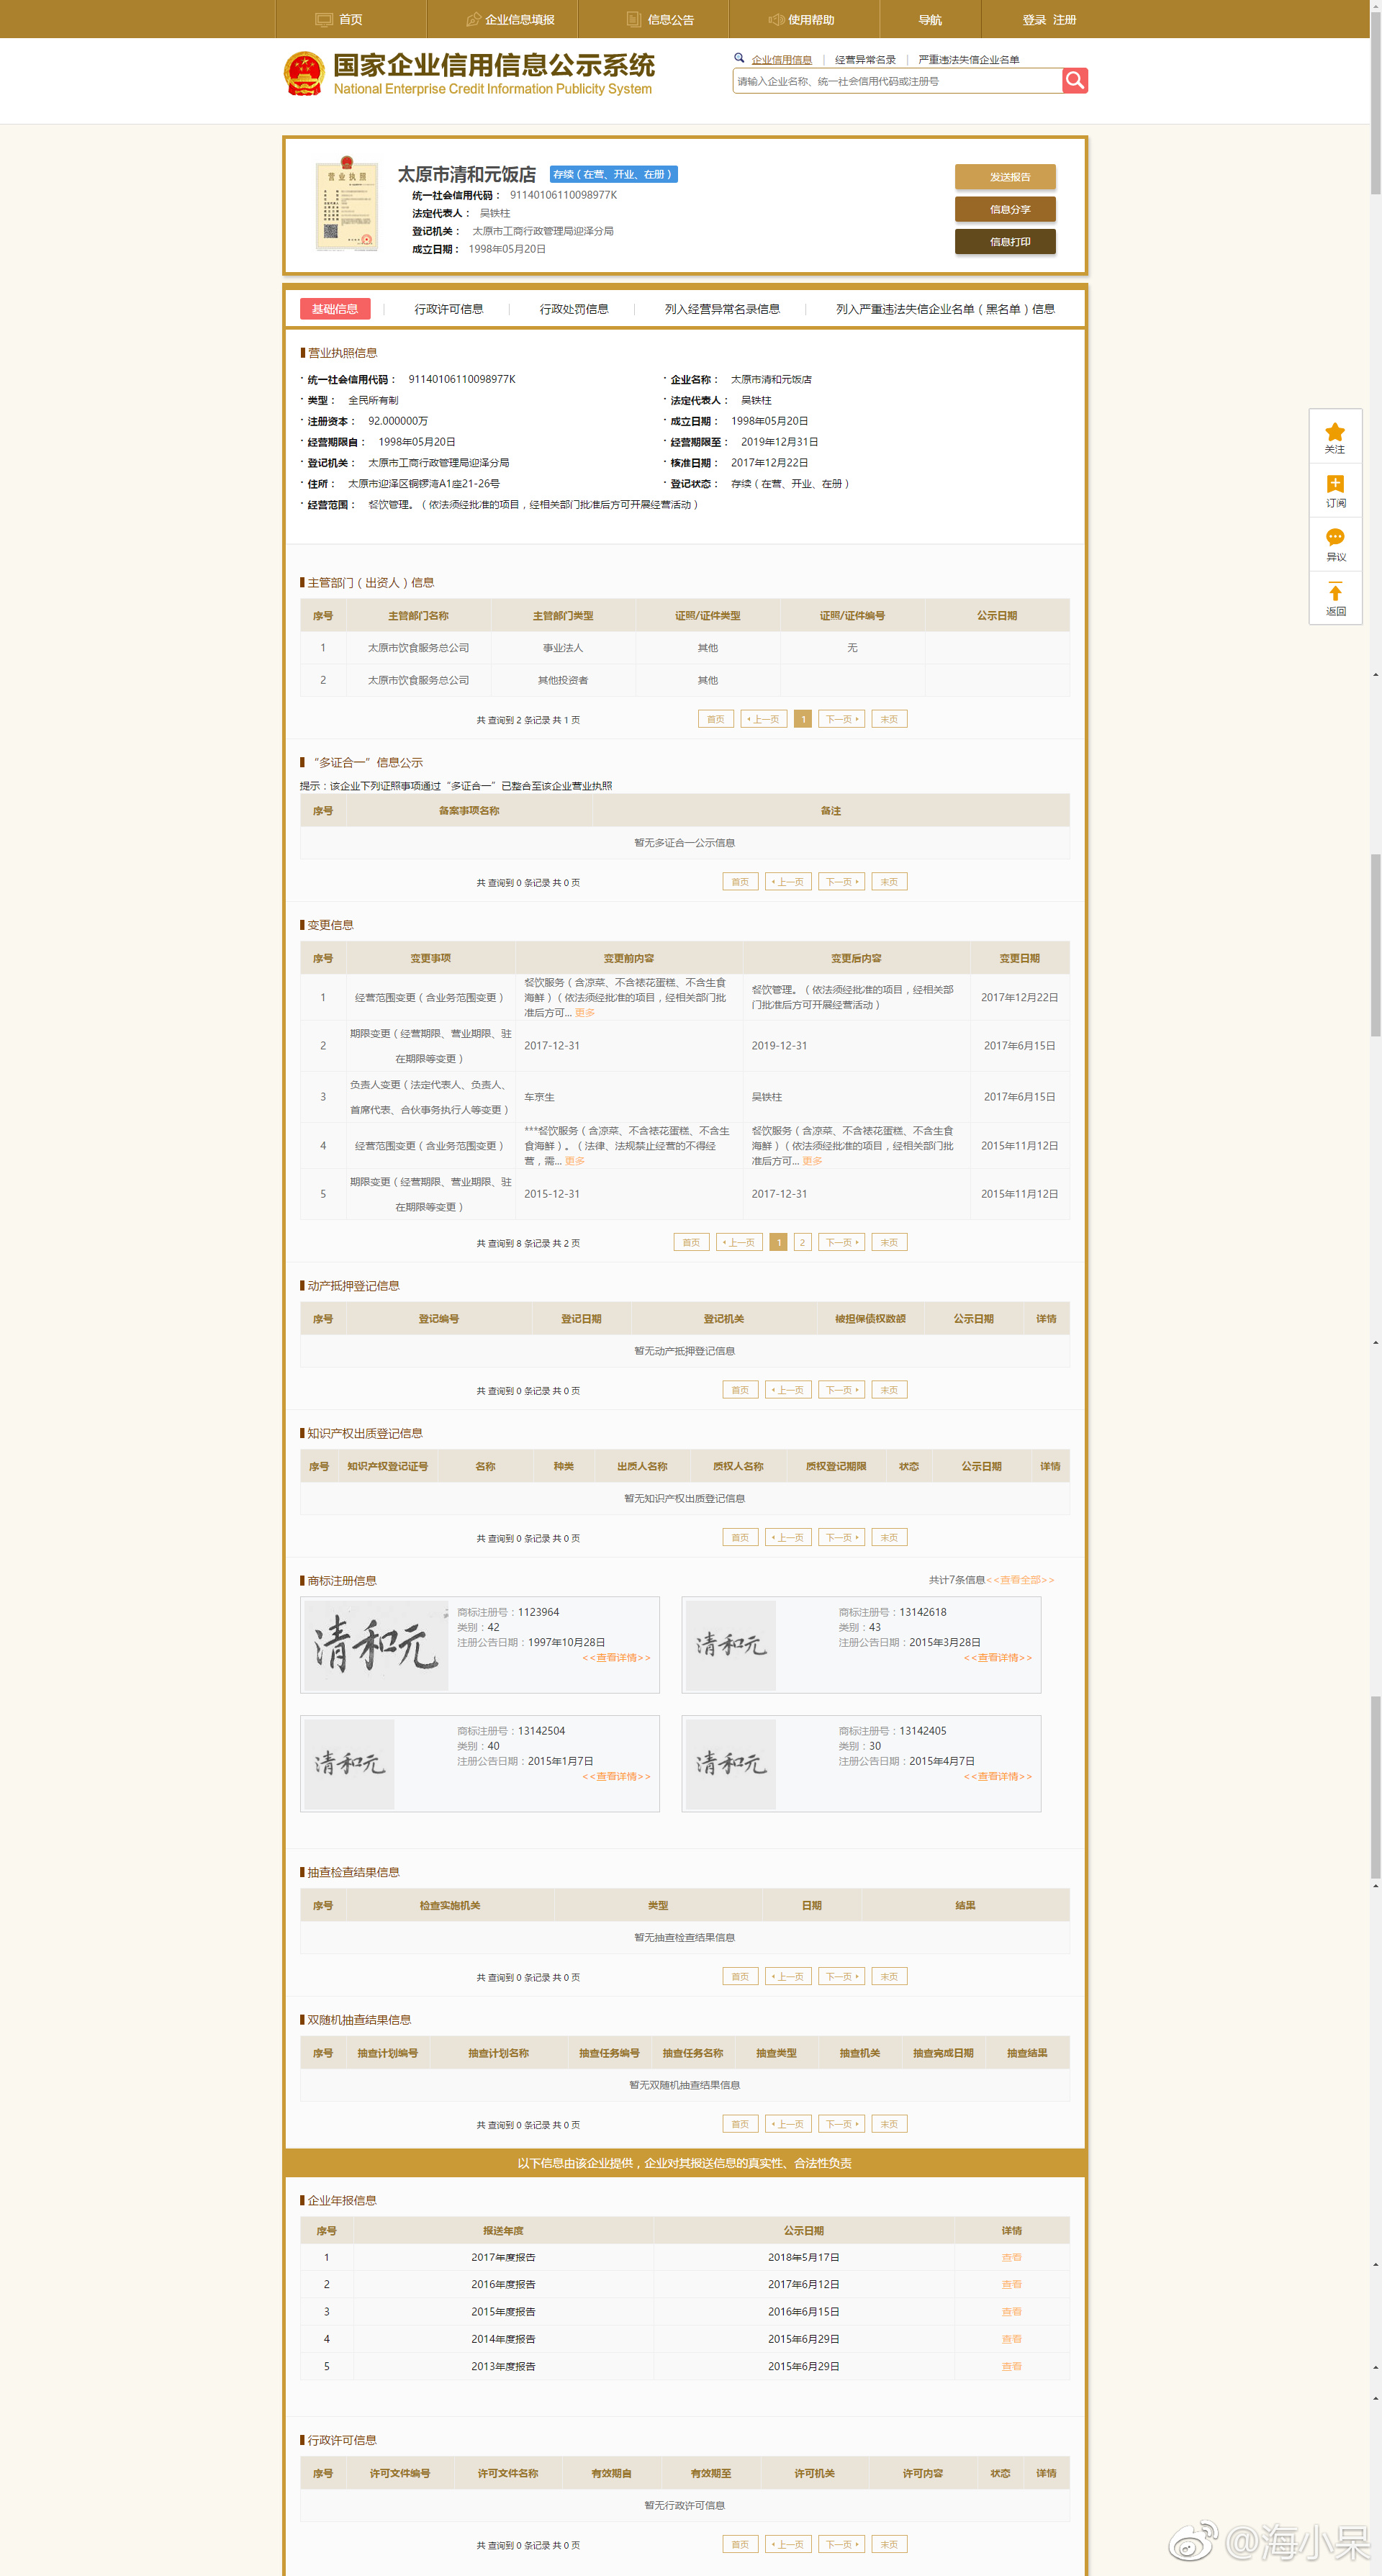 首页 企业信息填报 信息公告 使用帮助 导航 登录 注册
国家企业信用信息公示系统
National Enterprise Credit Information Publicity System
企业信用信息 | 经营异常名录 | 严重违法失信企业名单
请输入企业名称、统一社会信用代码或注册号
营业执照
太原市清和元饭店 存续（在营、开业、在册）
统一社会信用代码： 91140106110098977K
法定代表人： 吴铁柱
登记机关： 太原市工商行政管理局迎泽分局
成立日期： 1998年05月20日
发送报告
信息分享
信息打印
基础信息 | 行政许可信息 | 行政处罚信息 | 列入经营异常名录信息 | 列入严重违法失信企业名单（黑名单）信息
营业执照信息
· 统一社会信用代码： 91140106110098977K · 企业名称： 太原市清和元饭店
· 类型： 全民所有制 · 法定代表人： 吴铁柱
· 注册资本： 92.000000万 · 成立日期： 1998年05月20日
· 经营期限自： 1998年05月20日 · 经营期限至： 2019年12月31日
· 登记机关： 太原市工商行政管理局迎泽分局 · 核准日期： 2017年12月22日
· 住所： 太原市迎泽区铜锣湾A1座21-26号 · 登记状态： 存续（在营、开业、在册）
· 经营范围： 餐饮管理。（依法须经批准的项目，经相关部门批准后方可开展经营活动）
关注
订阅
异议
返回
主管部门（出资人）信息
序号 主管部门名称 主管部门类型 证照/证件类型 证照/证件编号 公示日期
1 太原市饮食服务总公司 事业法人 其他 无
2 太原市饮食服务总公司 其他投资者 其他
共 查询到 2 条记录 共 1 页 首页 上一页 1 下一页 末页
“多证合一”信息公示
提示：该企业下列证照事项通过“多证合一”已整合至该企业营业执照
序号 备案事项名称 备注
暂无多证合一公示信息
共 查询到 0 条记录 共 0 页 首页 上一页 下一页 末页
变更信息
序号 变更事项 变更前内容 变更后内容 变更日期
1 经营范围变更（含业务范围变更） 餐饮服务（含凉菜、不含裱花蛋糕、不含生食海鲜）（依法须经批准的项目，经相关部门批准后方可... 更多 餐饮管理。（依法须经批准的项目，经相关部门批准后方可开展经营活动） 2017年12月22日
2 期限变更（经营期限、营业期限、驻在期限等变更） 2017-12-31 2019-12-31 2017年6月15日
3 负责人变更（法定代表人、负责人、首席代表、合伙事务执行人等变更） 车京生 吴铁柱 2017年6月15日
4 经营范围变更（含业务范围变更） ***餐饮服务（含凉菜、不含裱花蛋糕、不含生食海鲜）。（法律、法规禁止经营的不得经营，需... 更多 餐饮服务（含凉菜、不含裱花蛋糕、不含生食海鲜）（依法须经批准的项目，经相关部门批准后方可... 更多 2015年11月12日
5 期限变更（经营期限、营业期限、驻在期限等变更） 2015-12-31 2017-12-31 2015年11月12日
共 查询到 8 条记录 共 2 页 首页 上一页 1 2 下一页 末页
动产抵押登记信息
序号 登记编号 登记日期 登记机关 被担保债权数额 公示日期 详情
暂无动产抵押登记信息
共 查询到 0 条记录 共 0 页 首页 上一页 下一页 末页
知识产权出质登记信息
序号 知识产权登记证号 名称 种类 出质人名称 质权人名称 质权登记期限 状态 公示日期 详情
暂无知识产权出质登记信息
共 查询到 0 条记录 共 0 页 首页 上一页 下一页 末页
商标注册信息 共计7条信息<<查看全部>>
清和元
商标注册号：1123964
类别：42
注册公告日期：1997年10月28日
<<查看详情>>
清和元
商标注册号：13142618
类别：43
注册公告日期：2015年3月28日
<<查看详情>>
清和元
商标注册号：13142504
类别：40
注册公告日期：2015年1月7日
<<查看详情>>
清和元
商标注册号：13142405
类别：30
注册公告日期：2015年4月7日
<<查看详情>>
抽查检查结果信息
序号 检查实施机关 类型 日期 结果
暂无抽查检查结果信息
共 查询到 0 条记录 共 0 页 首页 上一页 下一页 末页
双随机抽查结果信息
序号 抽查计划编号 抽查计划名称 抽查任务编号 抽查任务名称 抽查类型 抽查机关 抽查完成日期 抽查结果
暂无双随机抽查结果信息
共 查询到 0 条记录 共 0 页 首页 上一页 下一页 末页
以下信息由该企业提供，企业对其报送信息的真实性、合法性负责
企业年报信息
序号 报送年度 公示日期 详情
1 2017年度报告 2018年5月17日 查看
2 2016年度报告 2017年6月12日 查看
3 2015年度报告 2016年6月15日 查看
4 2014年度报告 2015年6月29日 查看
5 2013年度报告 2015年6月29日 查看
行政许可信息
序号 许可文件编号 许可文件名称 有效期自 有效期至 许可机关 许可内容 状态 详情
暂无行政许可信息
共 查询到 0 条记录 共 0 页 首页 上一页 下一页 末页
@海小呆